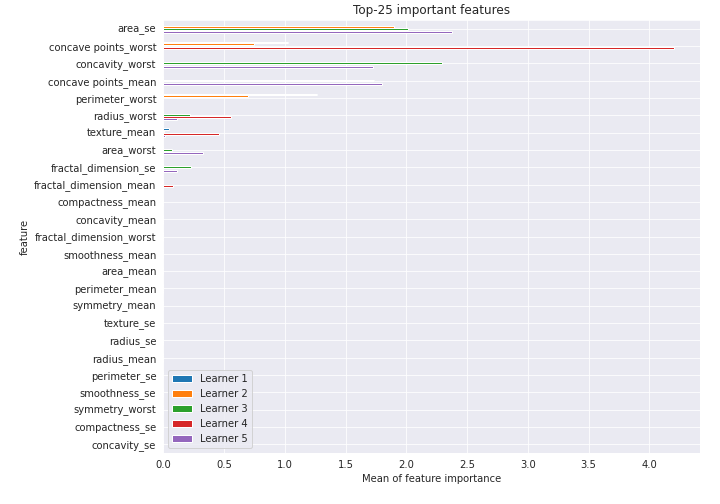 Top-25 important features
area_se
concave points_worst
concavity_worst
concave points_mean
perimeter_worst
radius_worst
texture_mean
area_worst
fractal_dimension_se
fractal_dimension_mean
compactness_mean
concavity_mean
fractal_dimension_worst
smoothness_mean
area_mean
perimeter_mean
symmetry_mean
texture_se
radius_se
radius_mean
perimeter_se
smoothness_se
symmetry_worst
compactness_se
concavity_se
feature
Learner 1
Learner 2
Learner 3
Learner 4
Learner 5
0.0 0.5 1.0 1.5 2.0 2.5 3.0 3.5 4.0
Mean of feature importance